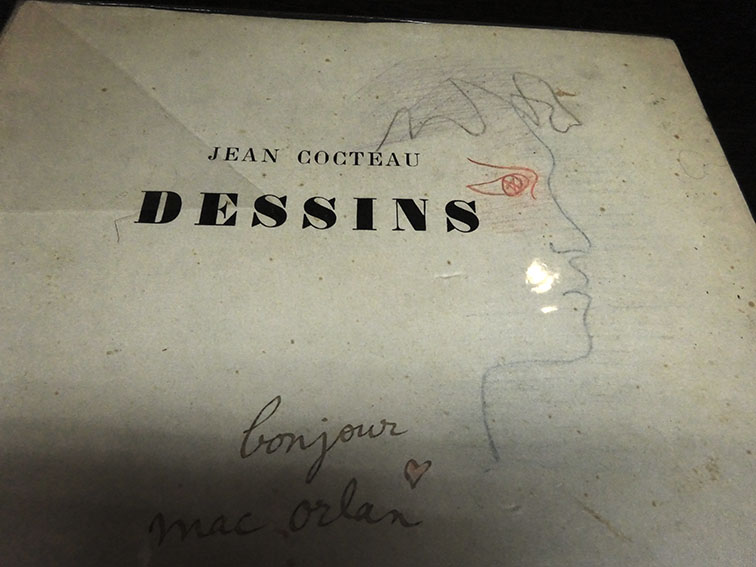 JEAN COCTEAU
DESSINS
bonjour
mac orlan